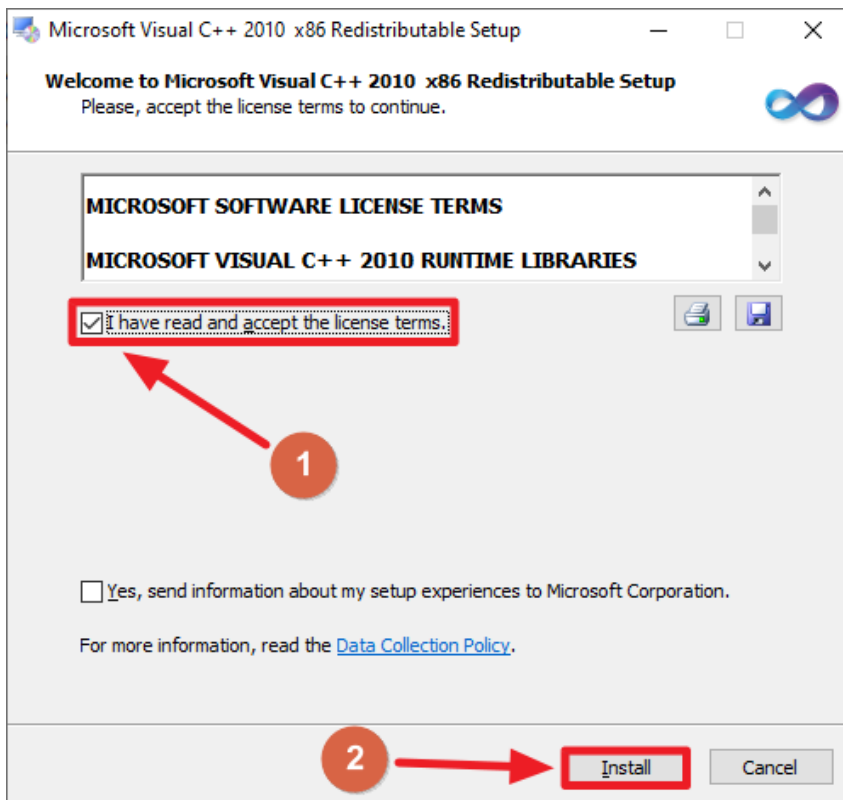 Microsoft Visual C++ 2010 x86 Redistributable Setup
Welcome to Microsoft Visual C++ 2010 x86 Redistributable Setup
Please, accept the license terms to continue.
MICROSOFT SOFTWARE LICENSE TERMS
MICROSOFT VISUAL C++ 2010 RUNTIME LIBRARIES
I have read and accept the license terms.
1
Yes, send information about my setup experiences to Microsoft Corporation.
For more information, read the Data Collection Policy.
2
Install
Cancel